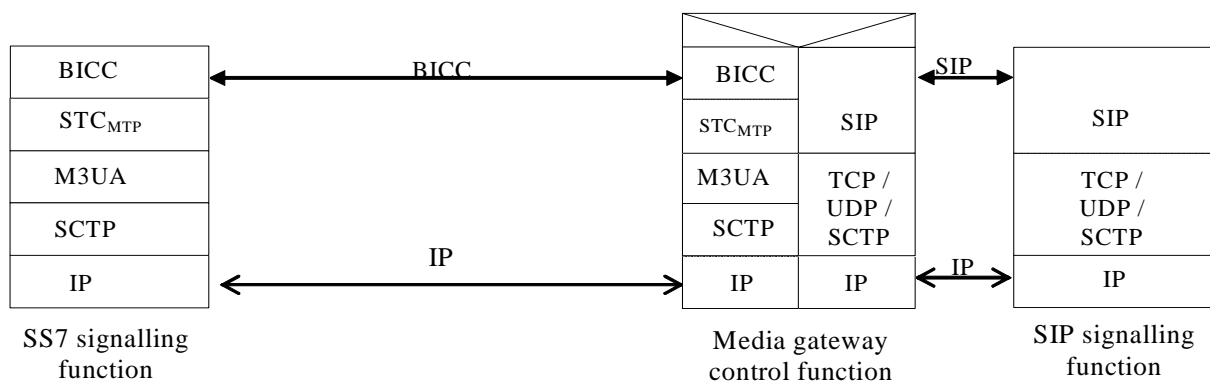 BICC
STCMTP
M3UA
SCTP
IP
SS7 signalling
function
BICC
IP
BICC
STCMTP
M3UA
SCTP
IP
SIP
TCP /
UDP /
SCTP
IP
Media gateway
control function
SIP
IP
SIP
TCP /
UDP /
SCTP
IP
SIP signalling
function